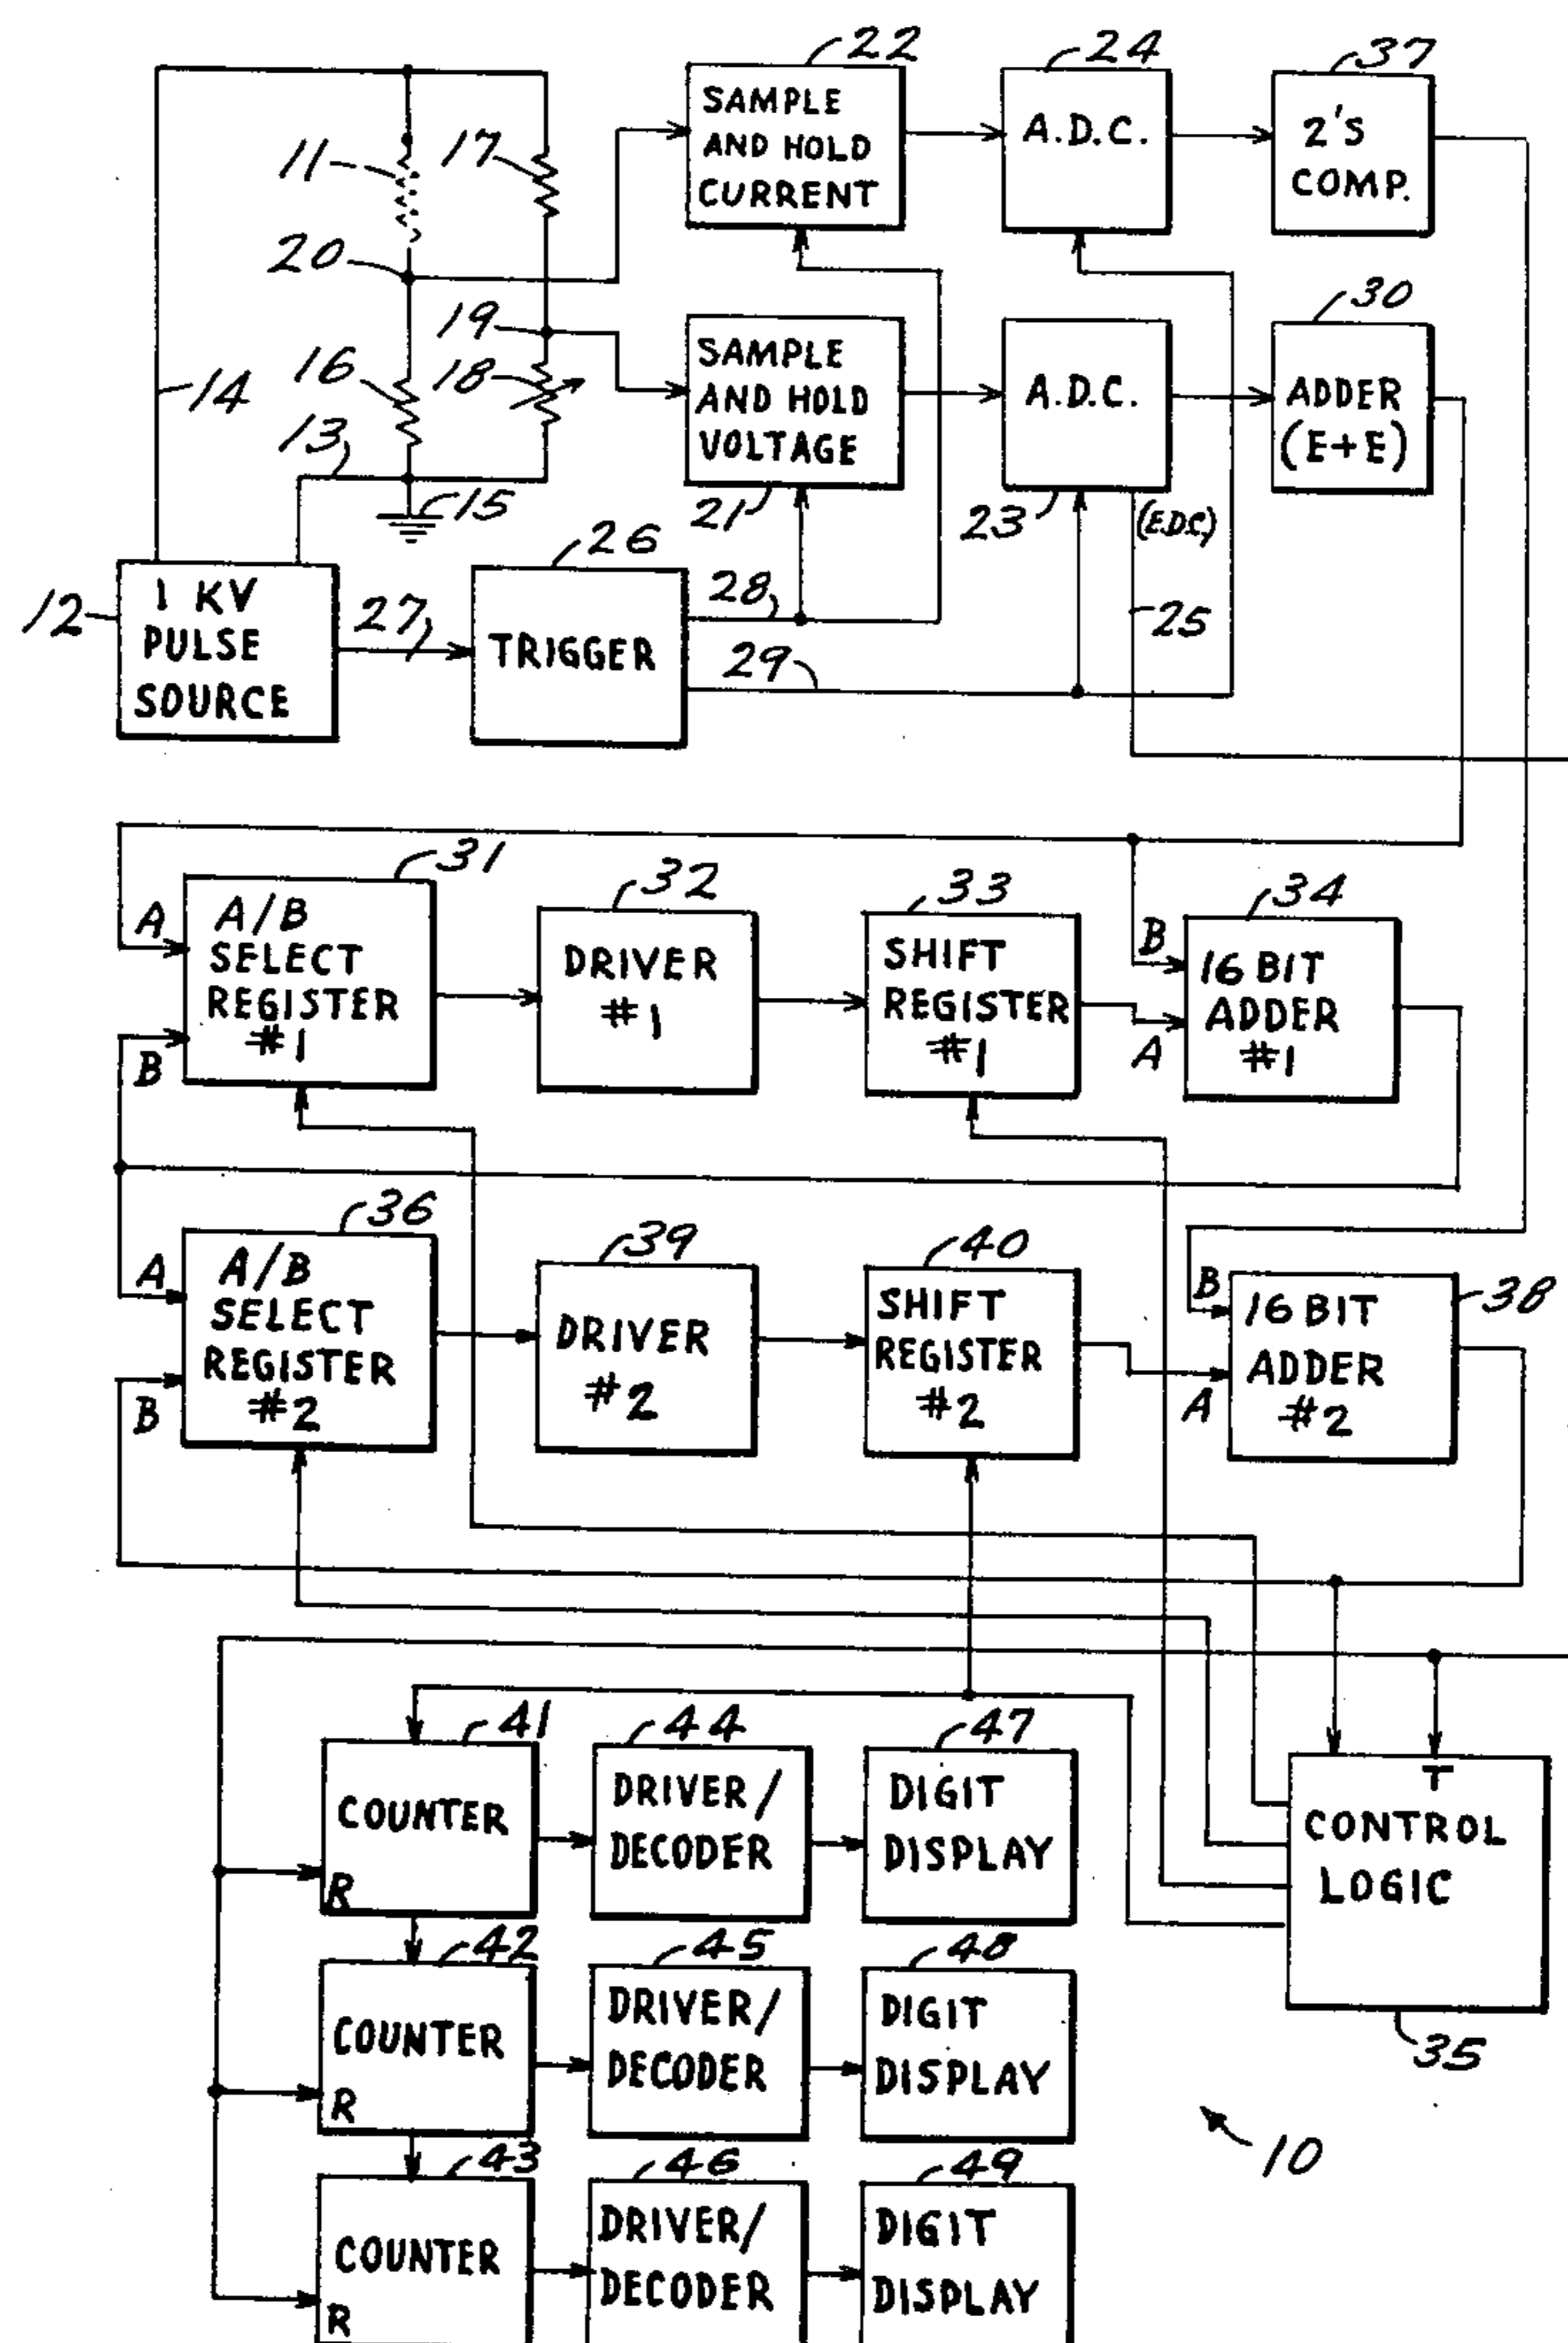 22
24
37
SAMPLE
AND HOLD
CURRENT
A.D.C.
2'S
COMP.
11
17
20
30
19
SAMPLE
AND HOLD
VOLTAGE
A.D.C.
ADDER
(E+E)
14
16
18
13
15
21
23
(E.D.C.)
26
12
1 KV
PULSE
SOURCE
27
TRIGGER
28
25
29
31
32
33
34
A
A/B
SELECT
REGISTER
#1
B
DRIVER
#1
SHIFT
REGISTER
#1
B
A
16 BIT
ADDER
#1
36
39
40
38
A
A/B
SELECT
REGISTER
#2
B
DRIVER
#2
SHIFT
REGISTER
#2
B
A
16 BIT
ADDER
#2
41
44
47
COUNTER
R
DRIVER/
DECODER
DIGIT
DISPLAY
T
CONTROL
LOGIC
35
42
45
48
COUNTER
R
DRIVER/
DECODER
DIGIT
DISPLAY
10
43
46
49
COUNTER
R
DRIVER/
DECODER
DIGIT
DISPLAY